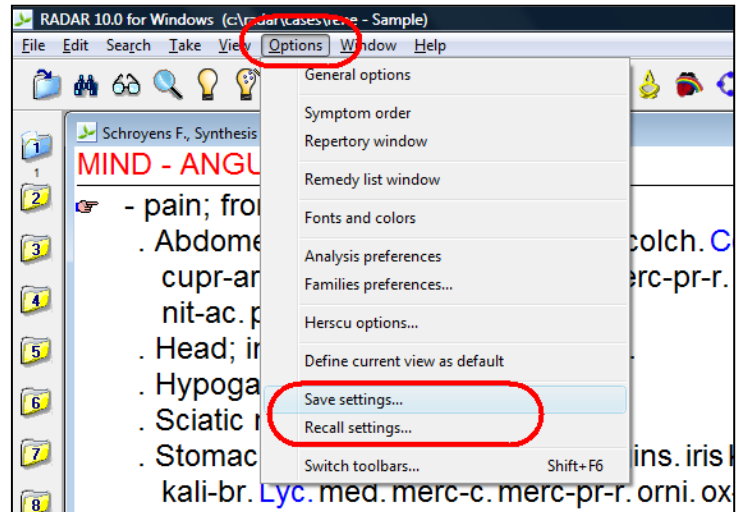 RADAR 10.0 for Windows (c:\radar\cases\rene - Sample)
File Edit Search Take View Options Window Help
General options
Symptom order
Repertory window
Remedy list window
Fonts and colors
Analysis preferences
Families preferences...
Herscu options...
Define current view as default
Save settings...
Recall settings...
Switch toolbars... Shift+F6
1
1
2
3
4
5
6
7
8
Schroyens F., Synthesis
MIND - ANGU
- pain; fro
. Abdome colch. C
cupr-ar erc-pr-r.
nit-ac. p
. Head; in
. Hypoga
. Sciatic n
. Stomac ins. iris k
kali-br. Lyc. med. merc-c. merc-pr-r. orni. ox-